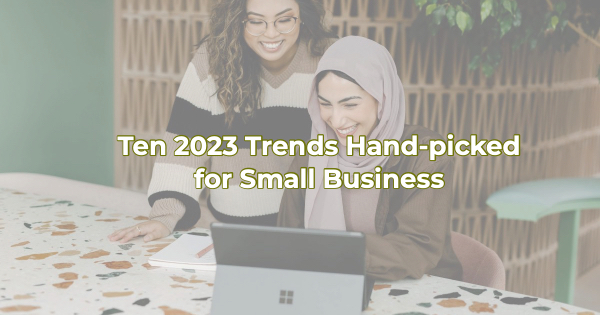 Ten 2023 Trends Hand-picked
for Small Business